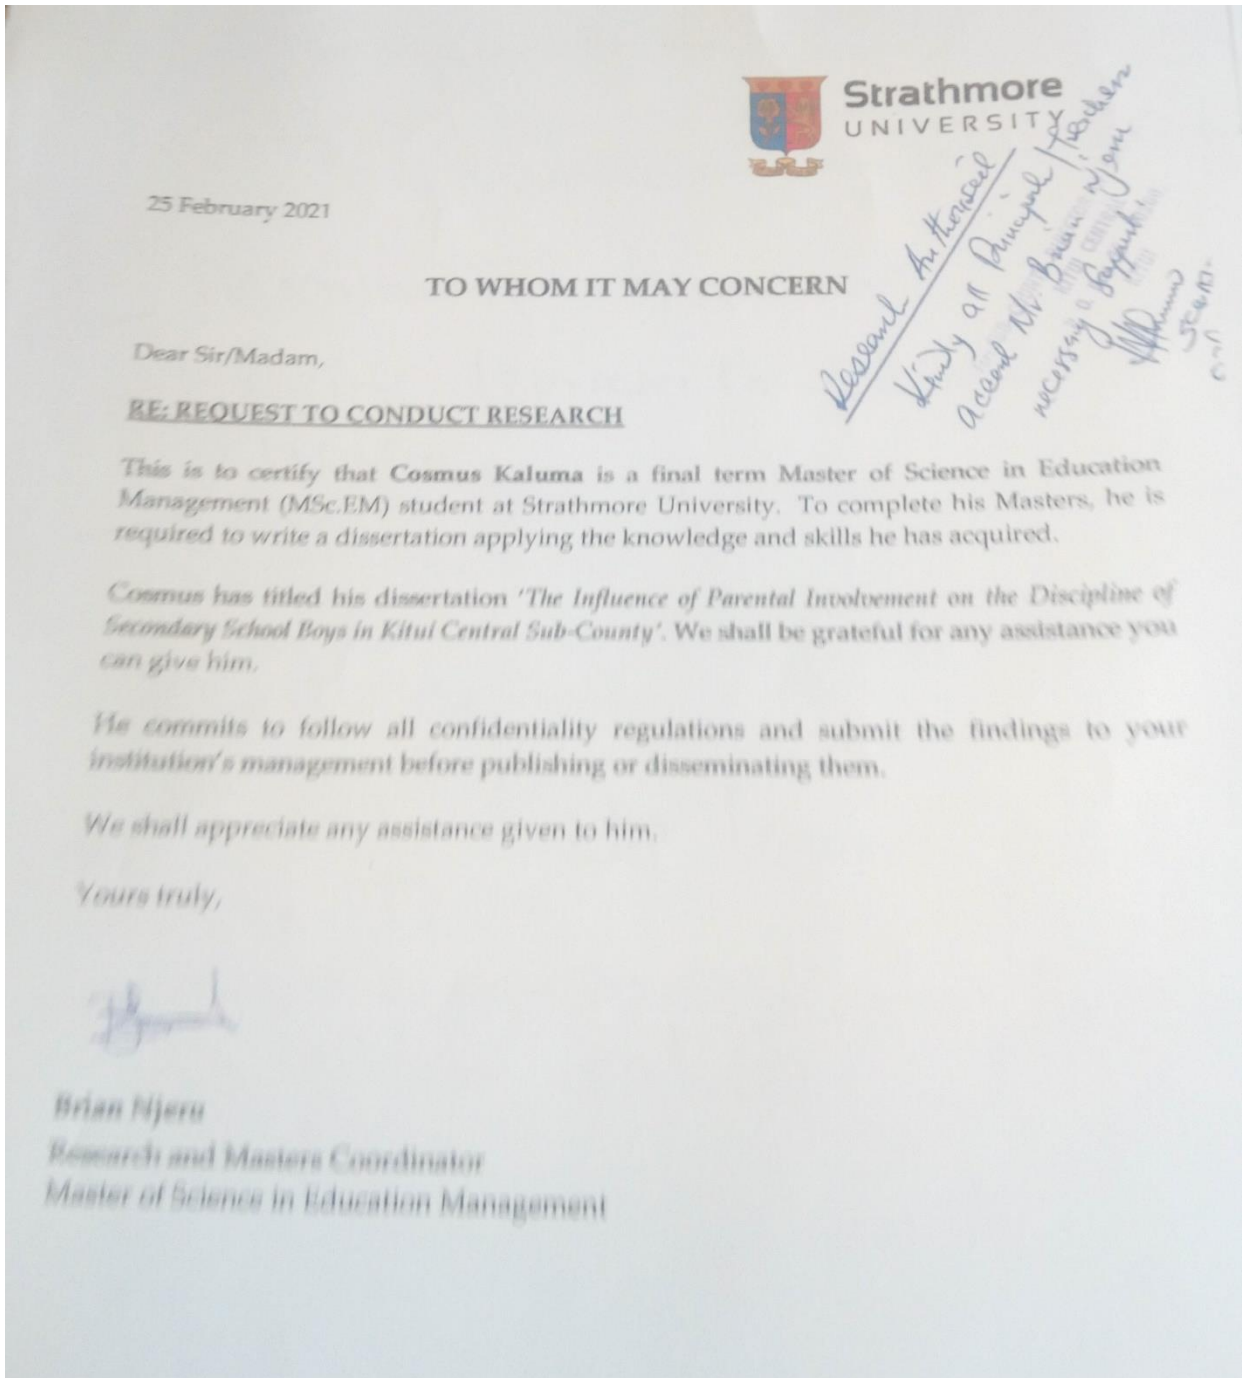 Strathmore
UNIVERSITY
Research Authorised
Kindly all Principals / Teachers
accord Mr. Brian Njeru
necessary support.
25 February 2021
TO WHOM IT MAY CONCERN
Dear Sir/Madam,
RE: REQUEST TO CONDUCT RESEARCH
This is to certify that Cosmus Kaluma is a final term Master of Science in Education
Management (MSc.EM) student at Strathmore University. To complete his Masters, he is
required to write a dissertation applying the knowledge and skills he has acquired.
Cosmus has titled his dissertation 'The Influence of Parental Involvement on the Discipline of
Secondary School Boys in Kitui Central Sub-County'. We shall be grateful for any assistance you
can give him.
He commits to follow all confidentiality regulations and submit the findings to your
institution's management before publishing or disseminating them.
We shall appreciate any assistance given to him.
Yours truly,
Brian Njeru
Research and Masters Coordinator
Master of Science in Education Management